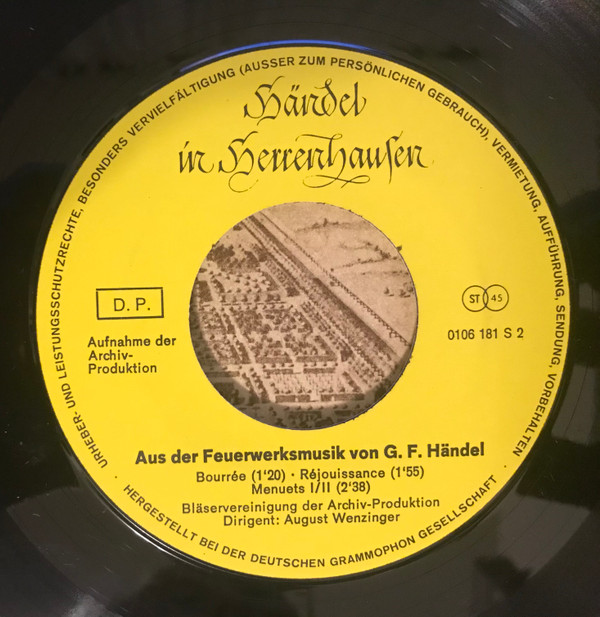 URHEBER- UND LEISTUNGSSCHUTZRECHTE, BESONDERS VERVIELFÄLTIGUNG (AUSSER ZUM PERSÖNLICHEN GEBRAUCH), VERMIETUNG, AUFFÜHRUNG, SENDUNG, VORBEHALTEN ·
Händel
in Herrenhausen
D. P.
ST 45
Aufnahme der
Archiv-
Produktion
0106 181 S 2
Aus der Feuerwerksmusik von G. F. Händel
Bourrée (1'20) · Réjouissance (1'55)
Menuets I/II (2'38)
Bläservereinigung der Archiv-Produktion
Dirigent: August Wenzinger
· HERGESTELLT BEI DER DEUTSCHEN GRAMMOPHON GESELLSCHAFT ·